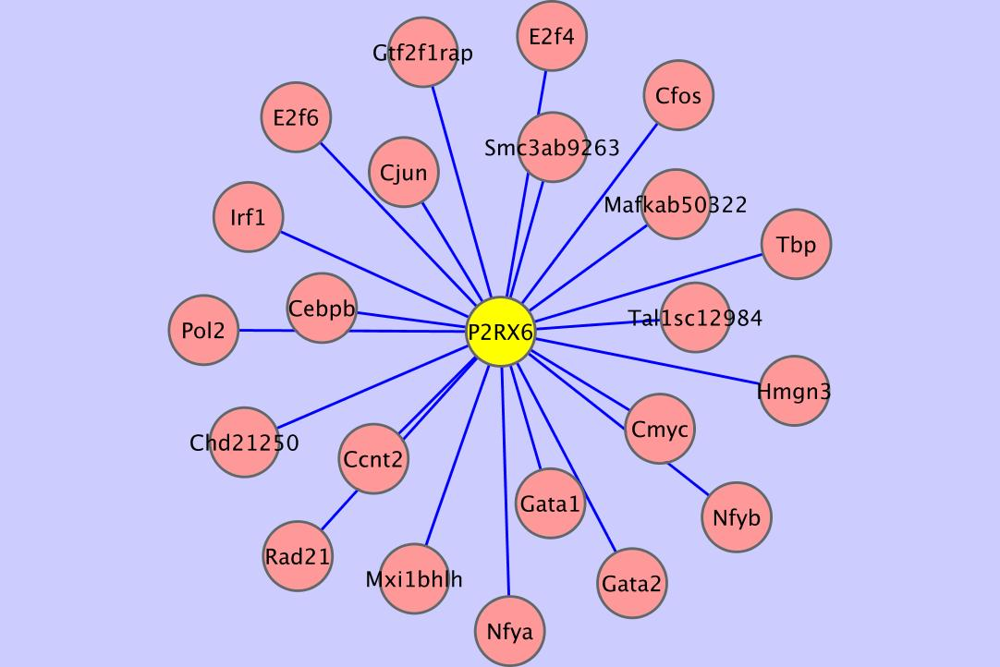 E2f4
Gtf2f1rap
Cfos
E2f6
Smc3ab9263
Cjun
Mafkab50322
Irf1
Tbp
Cebpb
Tal1sc12984
Pol2
P2RX6
Hmgn3
Cmyc
Chd21250
Ccnt2
Gata1
Nfyb
Rad21
Mxi1bhlh
Gata2
Nfya